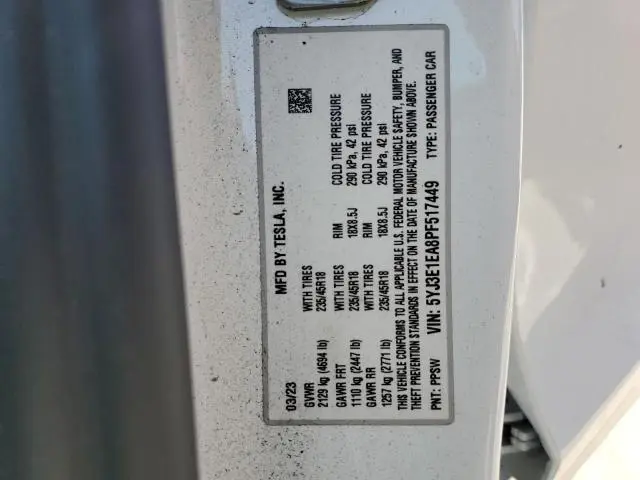 MFD BY TESLA, INC.
03/23
GVWR WITH TIRES RIM COLD TIRE PRESSURE
2129 kg (4694 lb) 235/45R18 18X8.5J 290 kPa, 42 psi
GAWR FRT WITH TIRES RIM COLD TIRE PRESSURE
1110 kg (2447 lb) 235/45R18 18X8.5J 290 kPa, 42 psi
GAWR RR
1257 kg (2771 lb) 235/45R18
THIS VEHICLE CONFORMS TO ALL APPLICABLE U.S. FEDERAL MOTOR VEHICLE SAFETY, BUMPER, AND
THEFT PREVENTION STANDARDS IN EFFECT ON THE DATE OF MANUFACTURE SHOWN ABOVE.
VIN: 5YJ3E1EA8PF517449
PNT: PPSW TYPE: PASSENGER CAR